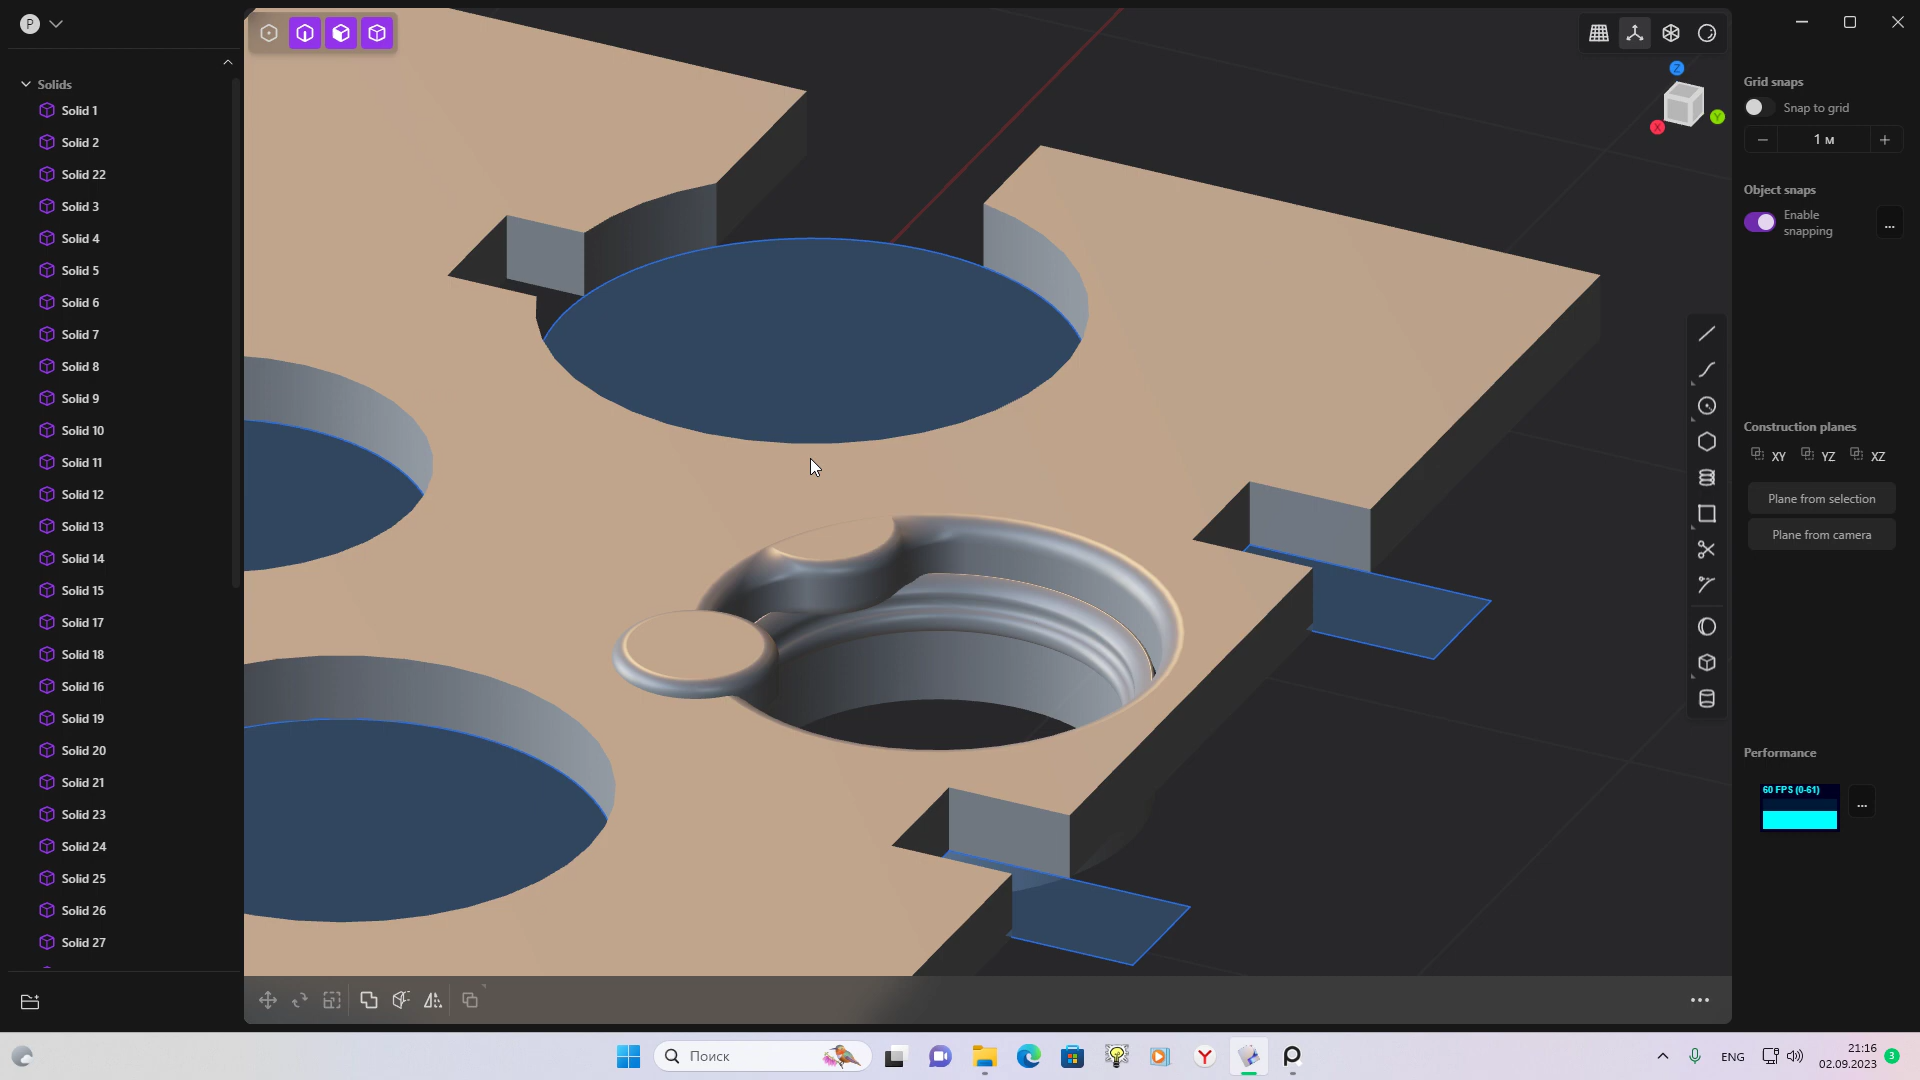 P
Solids
Solid 1
Solid 2
Solid 22
Solid 3
Solid 4
Solid 5
Solid 6
Solid 7
Solid 8
Solid 9
Solid 10
Solid 11
Solid 12
Solid 13
Solid 14
Solid 15
Solid 17
Solid 18
Solid 16
Solid 19
Solid 20
Solid 21
Solid 23
Solid 24
Solid 25
Solid 26
Solid 27
Z
Y
X
Grid snaps
Snap to grid
1 м
Object snaps
Enable
snapping
...
Construction planes
XY YZ XZ
Plane from selection
Plane from camera
Performance
60 FPS (0-61)
...
Поиск
ENG
21:16
02.09.2023
3